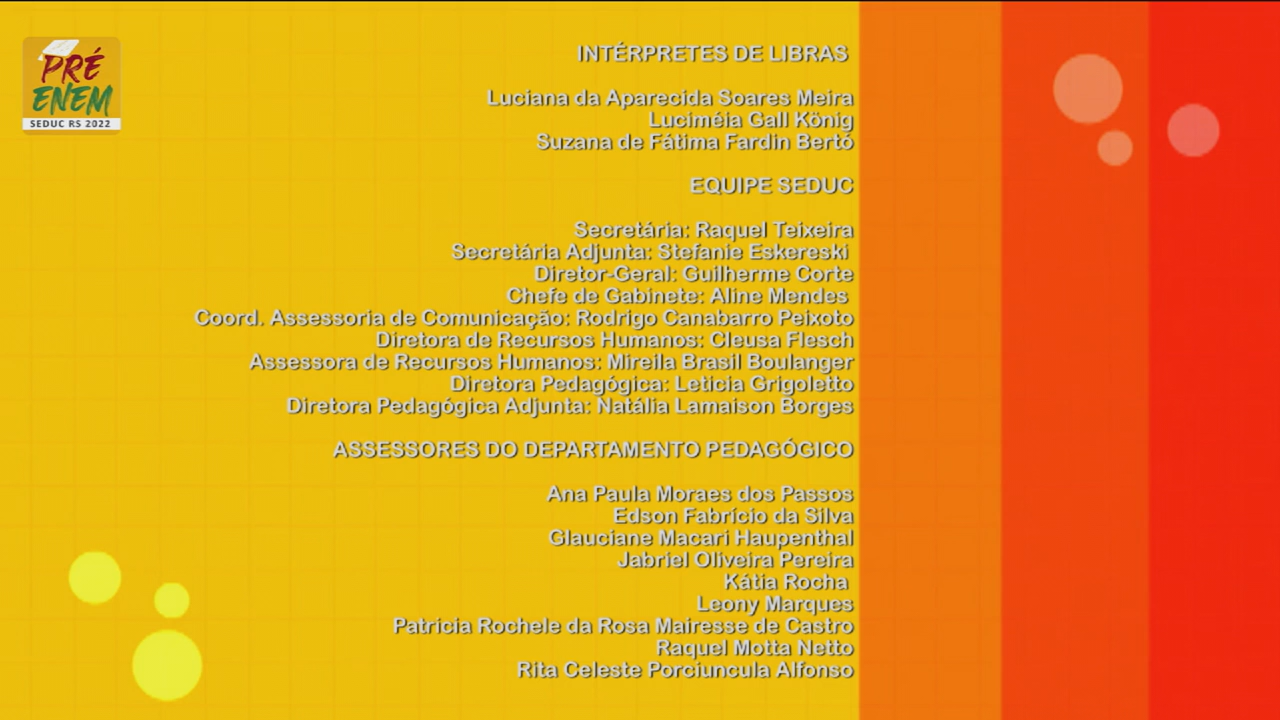 PRÉ
ENEM
SEDUC RS 2022
INTÉRPRETES DE LIBRAS
Luciana da Aparecida Soares Meira
Luciméia Gall König
Suzana de Fátima Fardin Bertó
EQUIPE SEDUC
Secretária: Raquel Teixeira
Secretária Adjunta: Stefanie Eskereski
Diretor-Geral: Guilherme Corte
Chefe de Gabinete: Aline Mendes
Coord. Assessoria de Comunicação: Rodrigo Canabarro Peixoto
Diretora de Recursos Humanos: Cleusa Flesch
Assessora de Recursos Humanos: Mireila Brasil Boulanger
Diretora Pedagógica: Leticia Grigoletto
Diretora Pedagógica Adjunta: Natália Lamaison Borges
ASSESSORES DO DEPARTAMENTO PEDAGÓGICO
Ana Paula Moraes dos Passos
Edson Fabrício da Silva
Glauciane Macari Haupenthal
Jabriel Oliveira Pereira
Kátia Rocha
Leony Marques
Patricia Rochele da Rosa Mairesse de Castro
Raquel Motta Netto
Rita Celeste Porciuncula Alfonso